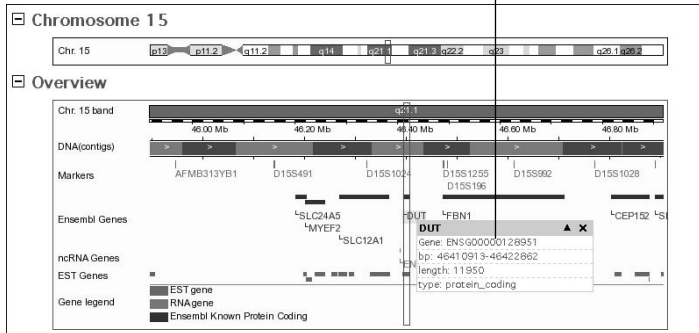 Chromosome 15
Chr. 15 p13 p11.2 q11.2 q14 q21.1 q21.3 q22.2 q23 q26.1 q26.2
Overview
Chr. 15 band q21.1
46.00 Mb 46.20 Mb 46.40 Mb 46.60 Mb 46.80 Mb
DNA(contigs) > > > > > > > > > >
Markers AFMB313YB1 D15S491 D15S1024 D15S1255 D15S992 D15S1028
D15S196
Ensembl Genes SLC24A5 DUT FBN1 CEP152
MYEF2
SLC12A1
DUT
Gene: ENSG00000128951
bp: 46410913-46422862
length: 11950
type: protein_coding
ncRNA Genes
EST Genes
Gene legend
EST gene
RNA gene
Ensembl Known Protein Coding